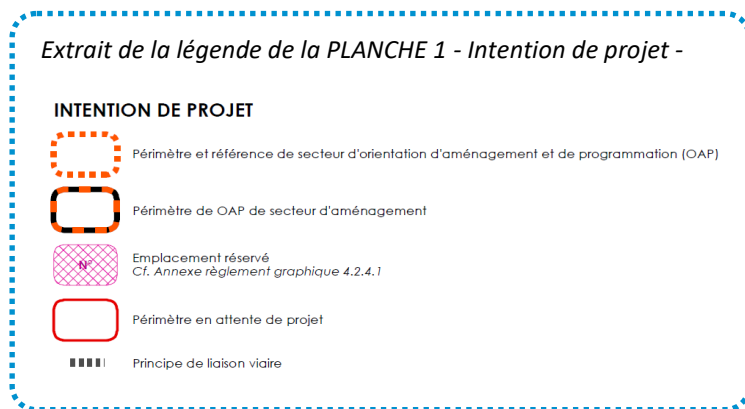 Extrait de la légende de la PLANCHE 1 - Intention de projet -
INTENTION DE PROJET
Périmètre et référence de secteur d'orientation d'aménagement et de programmation (OAP)
Périmètre de OAP de secteur d'aménagement
N°
Emplacement réservé
Cf. Annexe règlement graphique 4.2.4.1
Périmètre en attente de projet
Principe de liaison viaire